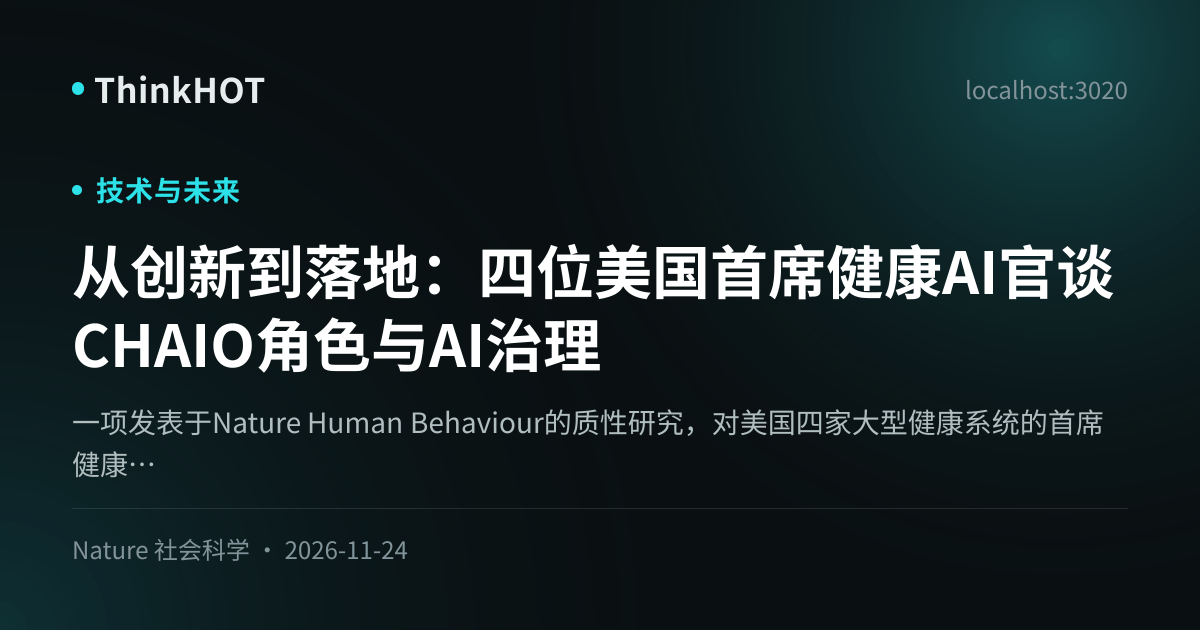 ThinkHOT
localhost:3020
技术与未来
从创新到落地：四位美国首席健康AI官谈
CHAIO角色与AI治理
一项发表于Nature Human Behaviour的质性研究，对美国四家大型健康系统的首席
健康…
Nature 社会科学 · 2026-11-24